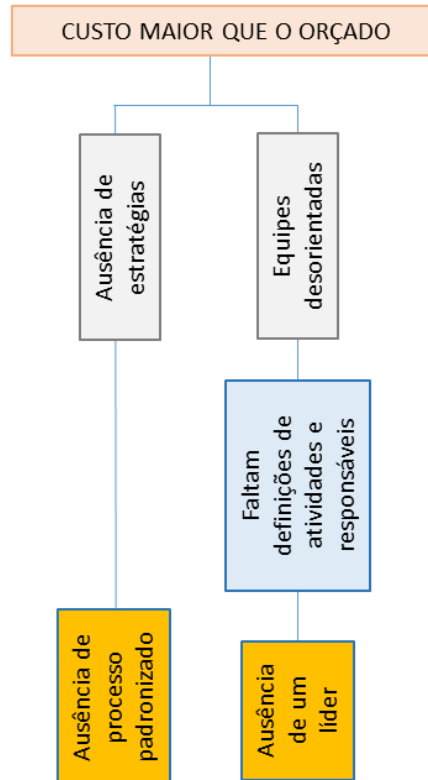 CUSTO MAIOR QUE O ORÇADO
Ausência de
estratégias
Equipes
desorientadas
Faltam
definições de
atividades e
responsáveis
Ausência de
processo
padronizado
Ausência
de um
líder